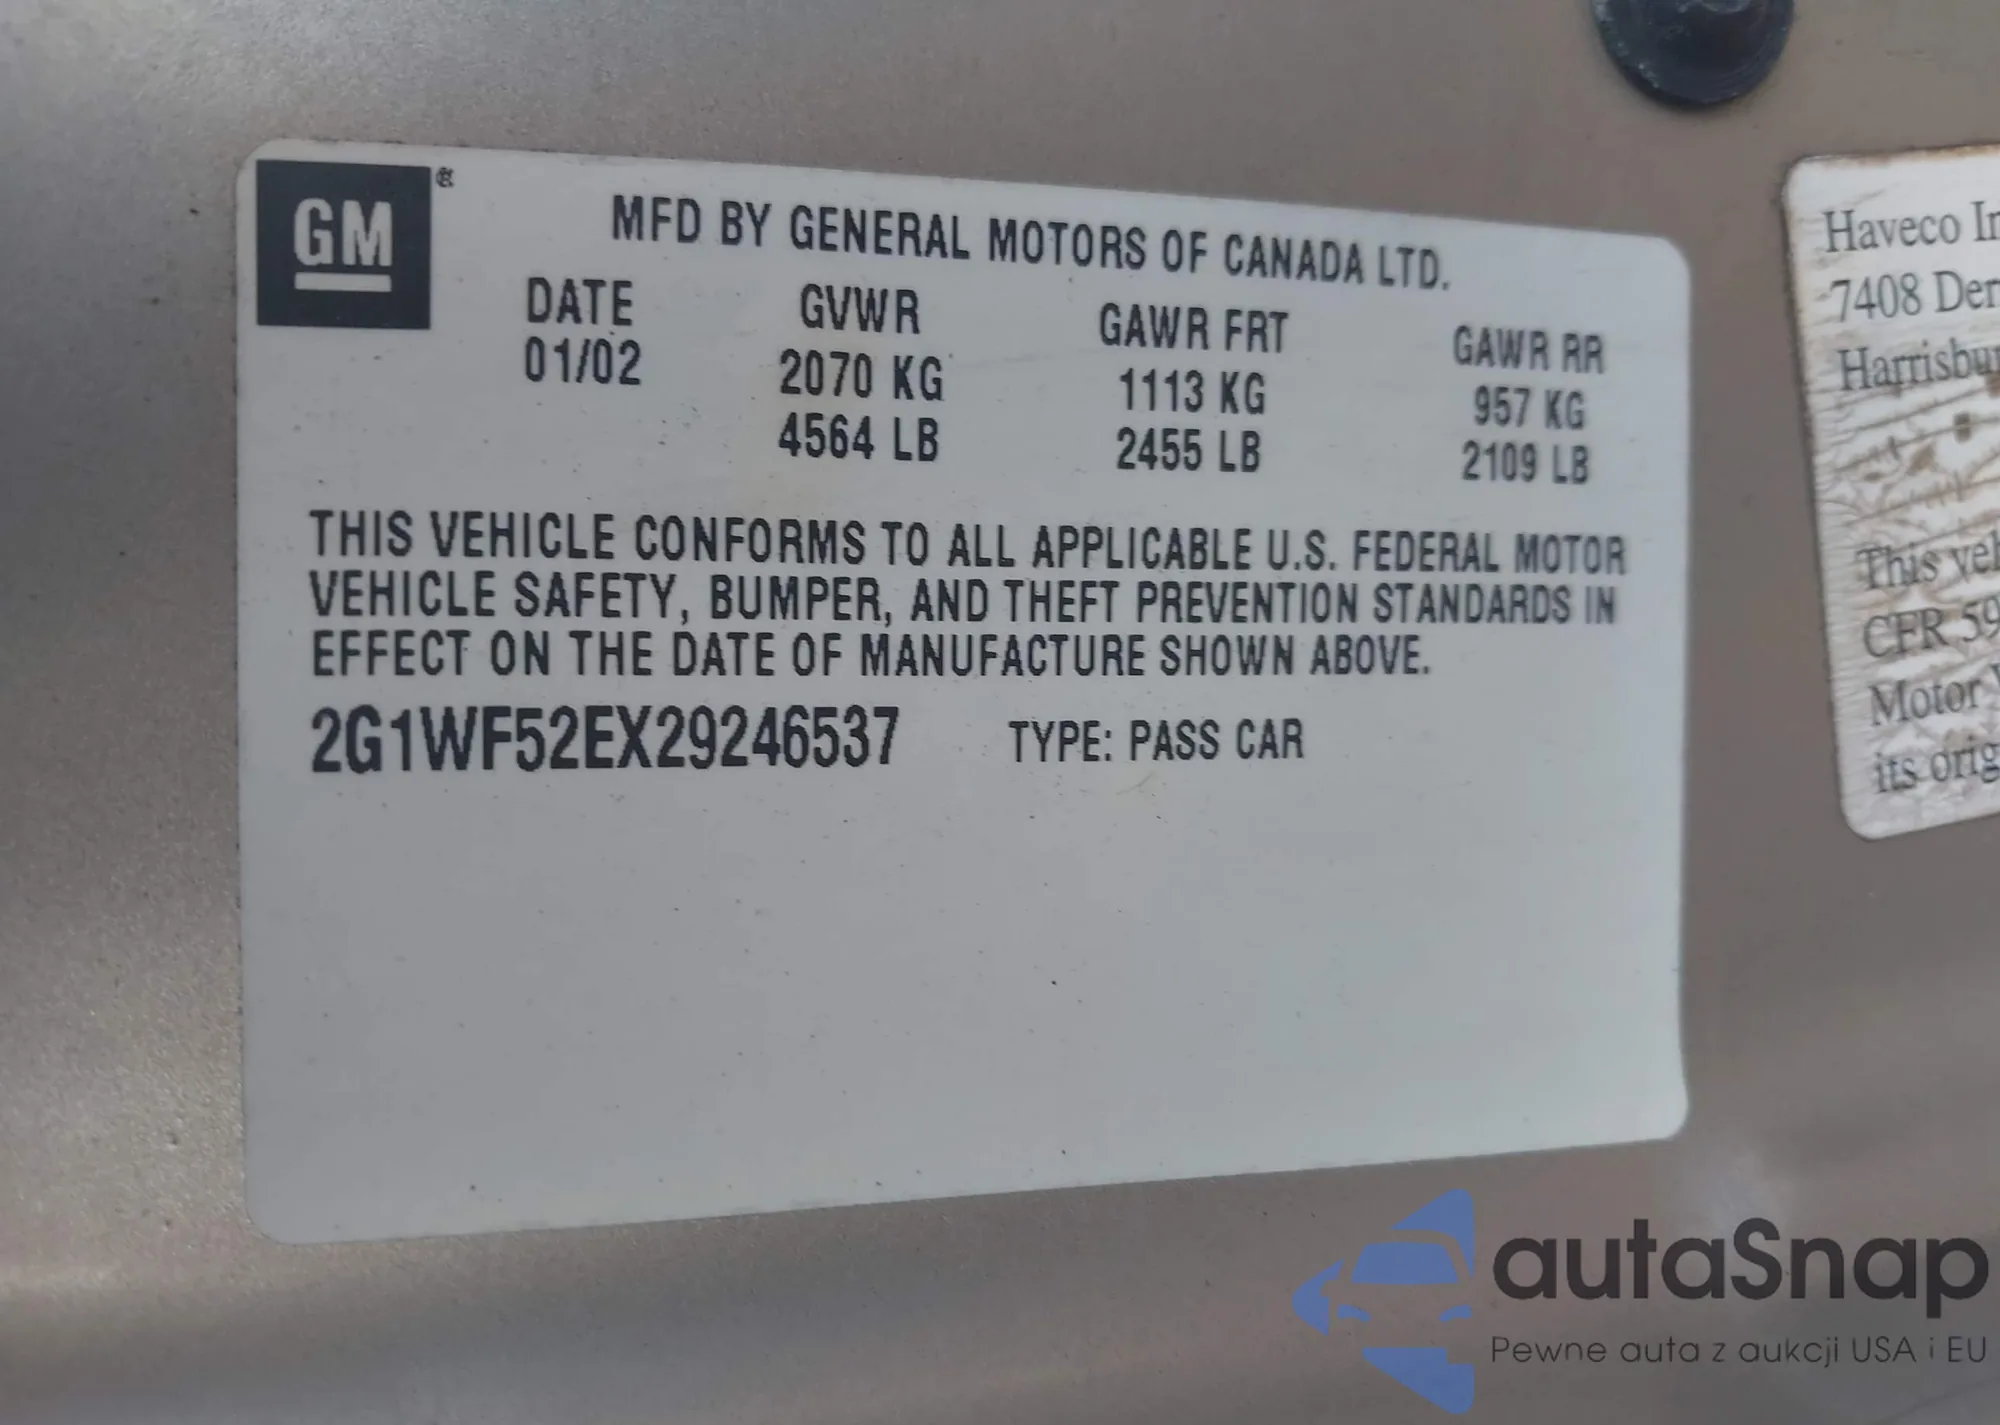 GM
MFD BY GENERAL MOTORS OF CANADA LTD.
DATE GVWR GAWR FRT GAWR RR
01/02 2070 KG 1113 KG 957 KG
4564 LB 2455 LB 2109 LB
THIS VEHICLE CONFORMS TO ALL APPLICABLE U.S. FEDERAL MOTOR
VEHICLE SAFETY, BUMPER, AND THEFT PREVENTION STANDARDS IN
EFFECT ON THE DATE OF MANUFACTURE SHOWN ABOVE.
2G1WF52EX29246537 TYPE: PASS CAR
Haveco
7408
This
CFR
Motor
its
autaSnap
Pewne auta z aukcji USA i EU